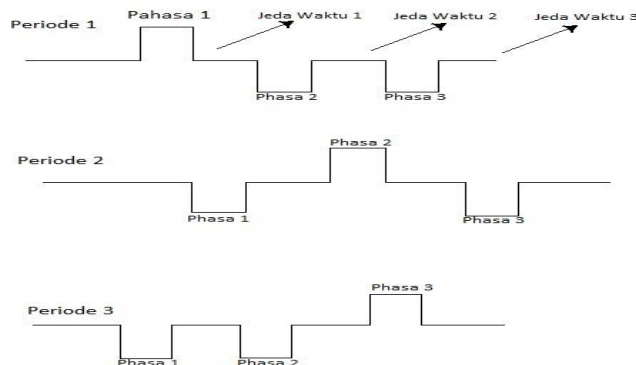 Periode 1
Pahasa 1
Jeda Waktu 1
Jeda Waktu 2
Jeda Waktu 3
Phasa 2
Phasa 3
Periode 2
Phasa 2
Phasa 1
Phasa 3
Periode 3
Phasa 3
Phasa 1
Phasa 2